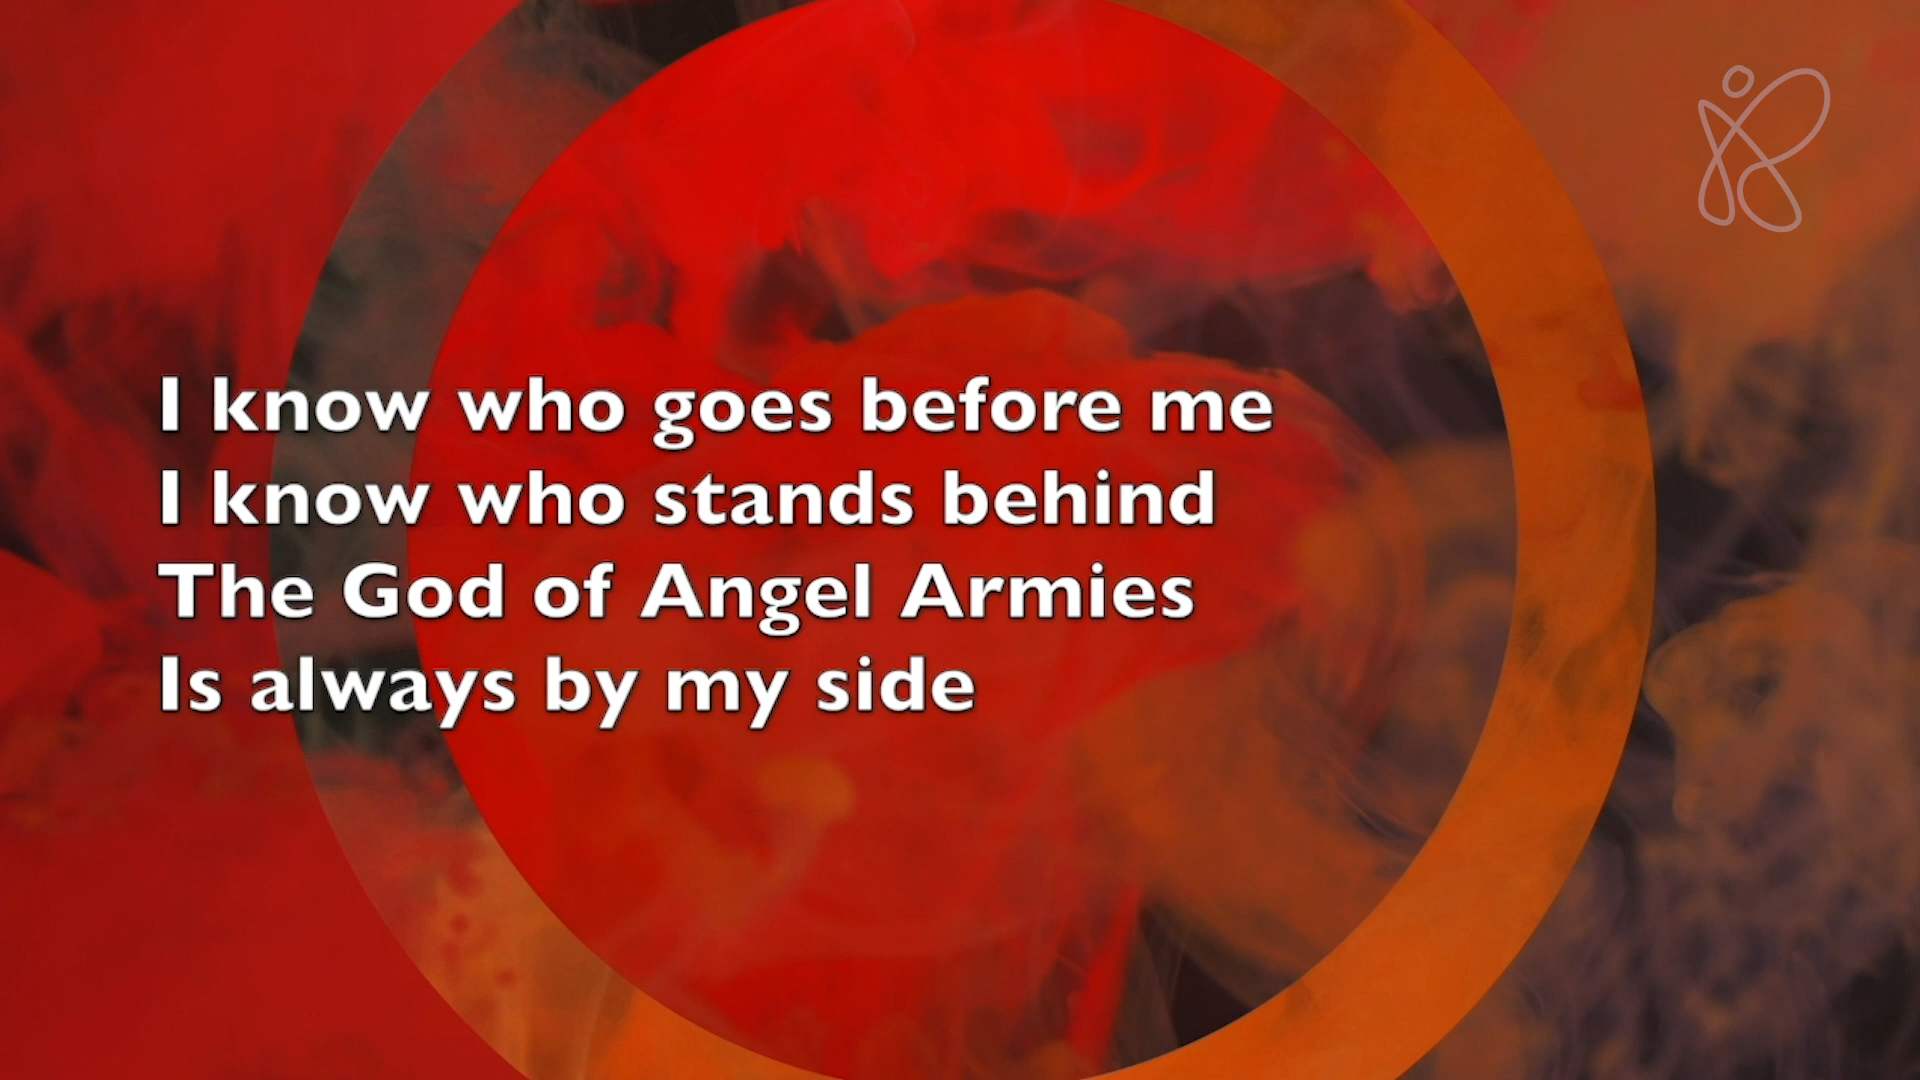 I know who goes before me
I know who stands behind
The God of Angel Armies
Is always by my side